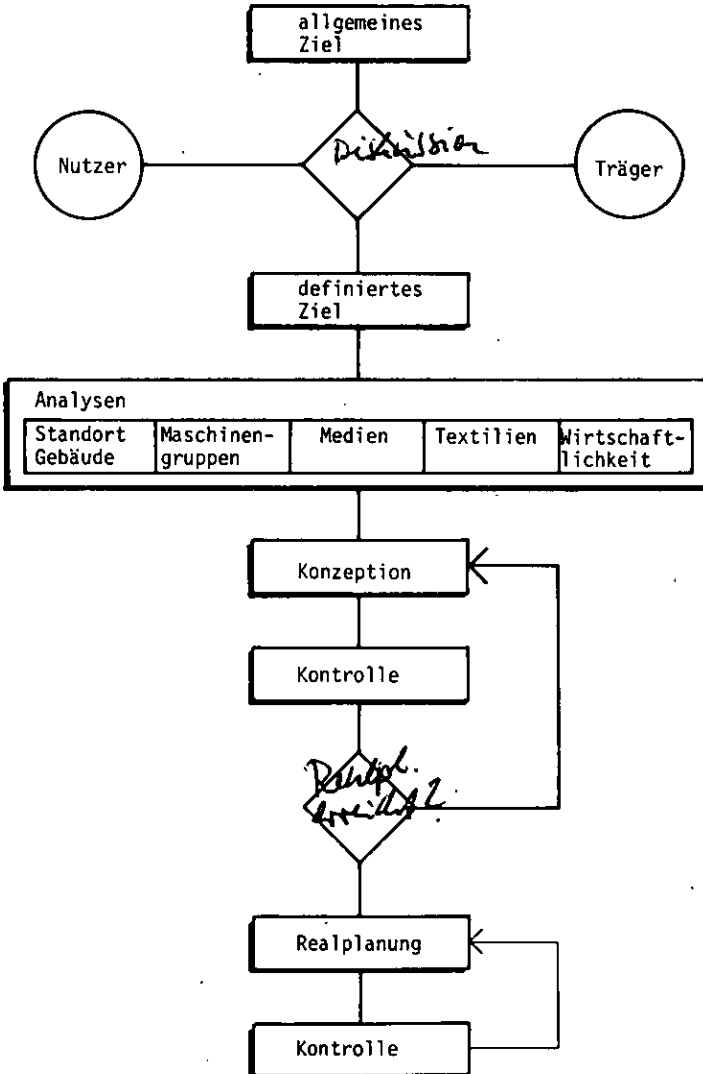 allgemeines
Ziel
Nutzer
Diskussion
Träger
definiertes
Ziel
Analysen
Standort
Gebäude
Maschinen-
gruppen
Medien
Textilien
Wirtschaft-
lichkeit
Konzeption
Kontrolle
Realplanung
Kontrolle